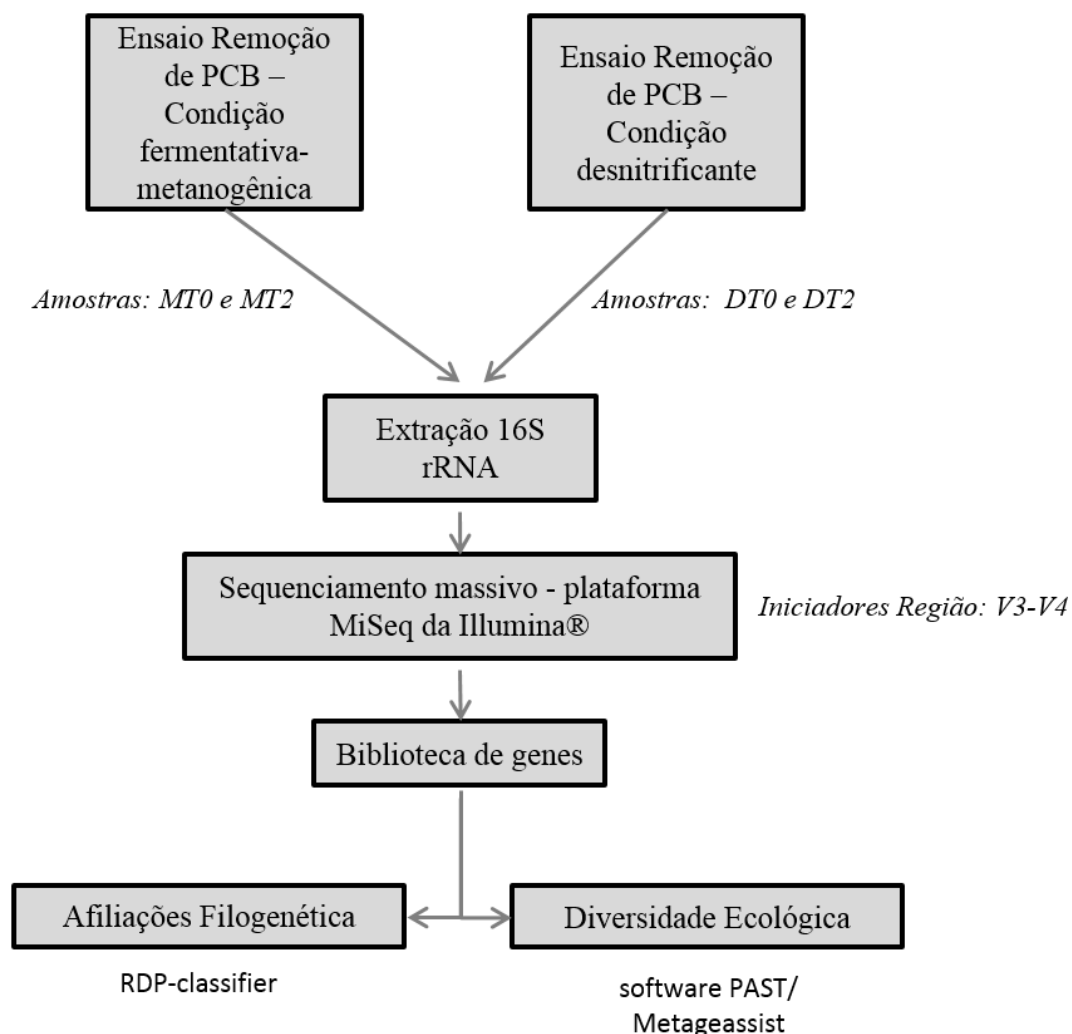 Ensaio Remoção
de PCB –
Condição
fermentativa-
metanogênica
Ensaio Remoção
de PCB –
Condição
desnitrificante
Amostras: MT0 e MT2
Amostras: DT0 e DT2
Extração 16S
rRNA
Sequenciamento massivo - plataforma
MiSeq da Illumina®
Iniciadores Região: V3-V4
Biblioteca de genes
Afiliações Filogenética
Diversidade Ecológica
RDP-classifier
software PAST/
Metageassist